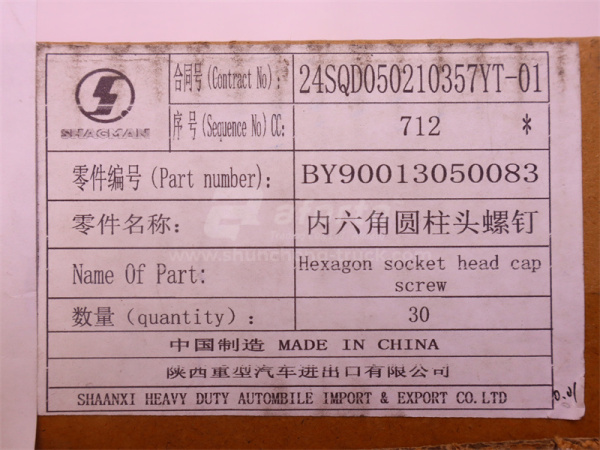 合同号(Contract No): 24SQD050210357YT-01
SHACMAN
序号(Sequence No)CC: 712 *
零件编号(Part number): BY90013050083
零件名称: 内六角圆柱头螺钉
Name Of Part: Hexagon socket head cap
screw
数量(quantity): 30
中国制造 MADE IN CHINA
陕西重型汽车进出口有限公司
SHAANXI HEAVY DUTY AUTOMBILE IMPORT & EXPORT CO.LTD
0.01